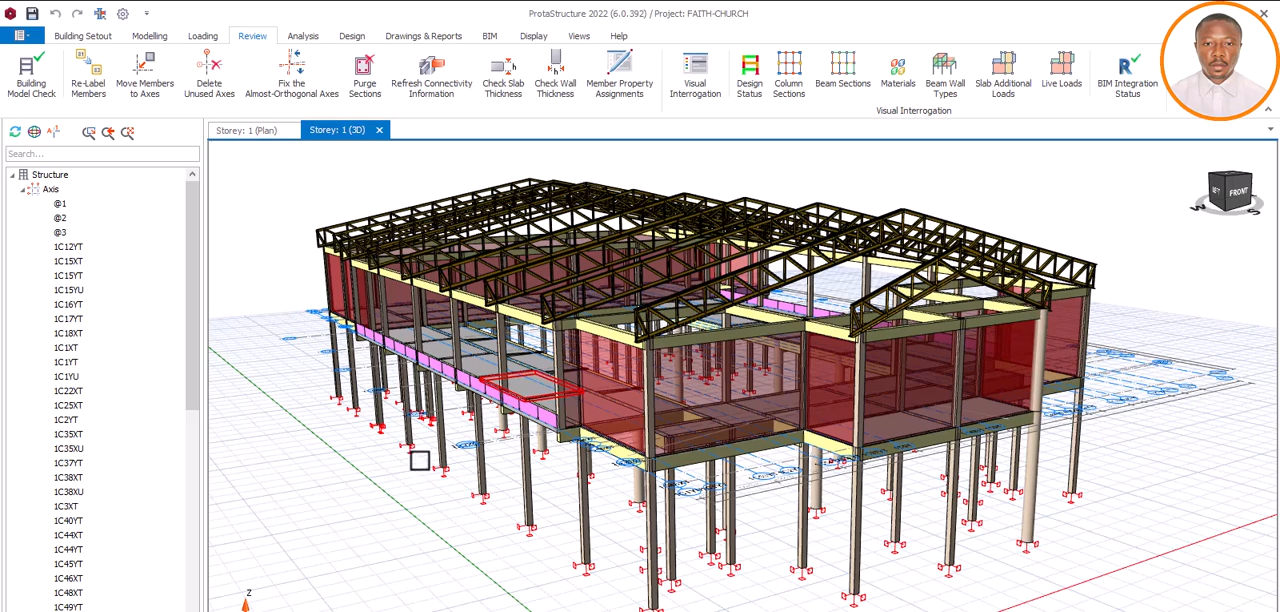 ProtaStructure 2022 (6.0.392) / Project: FAITH-CHURCH
Building Setout Modelling Loading Review Analysis Design Drawings & Reports BIM Display Views Help
Building Model Check
Re-Label Members
Move Members to Axes
Delete Unused Axes
Fix the Almost-Orthogonal Axes
Purge Sections
Refresh Connectivity Information
Check Slab Thickness
Check Wall Thickness
Member Property Assignments
Visual Interrogation
Design Status
Column Sections
Beam Sections
Materials
Beam Wall Types
Slab Additional Loads
Live Loads
BIM Integration Status
Visual Interrogation
Storey: 1 (Plan) Storey: 1 (3D)
Search...
Structure
Axis
@1
@2
@3
1C12YT
1C15XT
1C15YT
1C15YU
1C16YT
1C17YT
1C18XT
1C1XT
1C1YT
1C1YU
1C22XT
1C25XT
1C2YT
1C35XT
1C35XU
1C37YT
1C38XT
1C38XU
1C3XT
1C40YT
1C44XT
1C44YT
1C45YT
1C46XT
1C48XT
1C49YT
LEFT FRONT
W S
Z